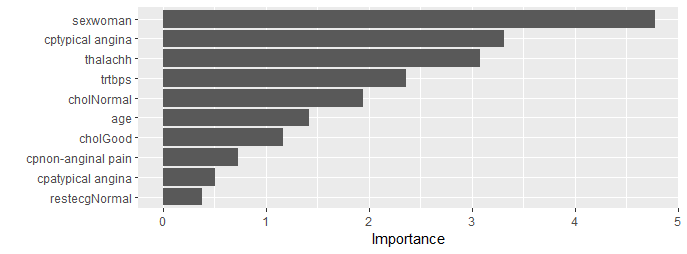 sexwoman
cptypical angina
thalachh
trtbps
cholNormal
age
cholGood
cpnon-anginal pain
cpatypical angina
restecgNormal
0 1 2 3 4 5
Importance